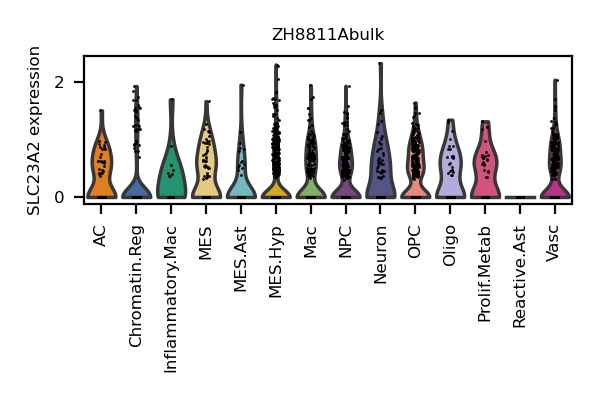 ZH8811Abulk
SLC23A2 expression
2
0
AC
Chromatin.Reg
Inflammatory.Mac
MES
MES.Ast
MES.Hyp
Mac
NPC
Neuron
OPC
Oligo
Prolif.Metab
Reactive.Ast
Vasc